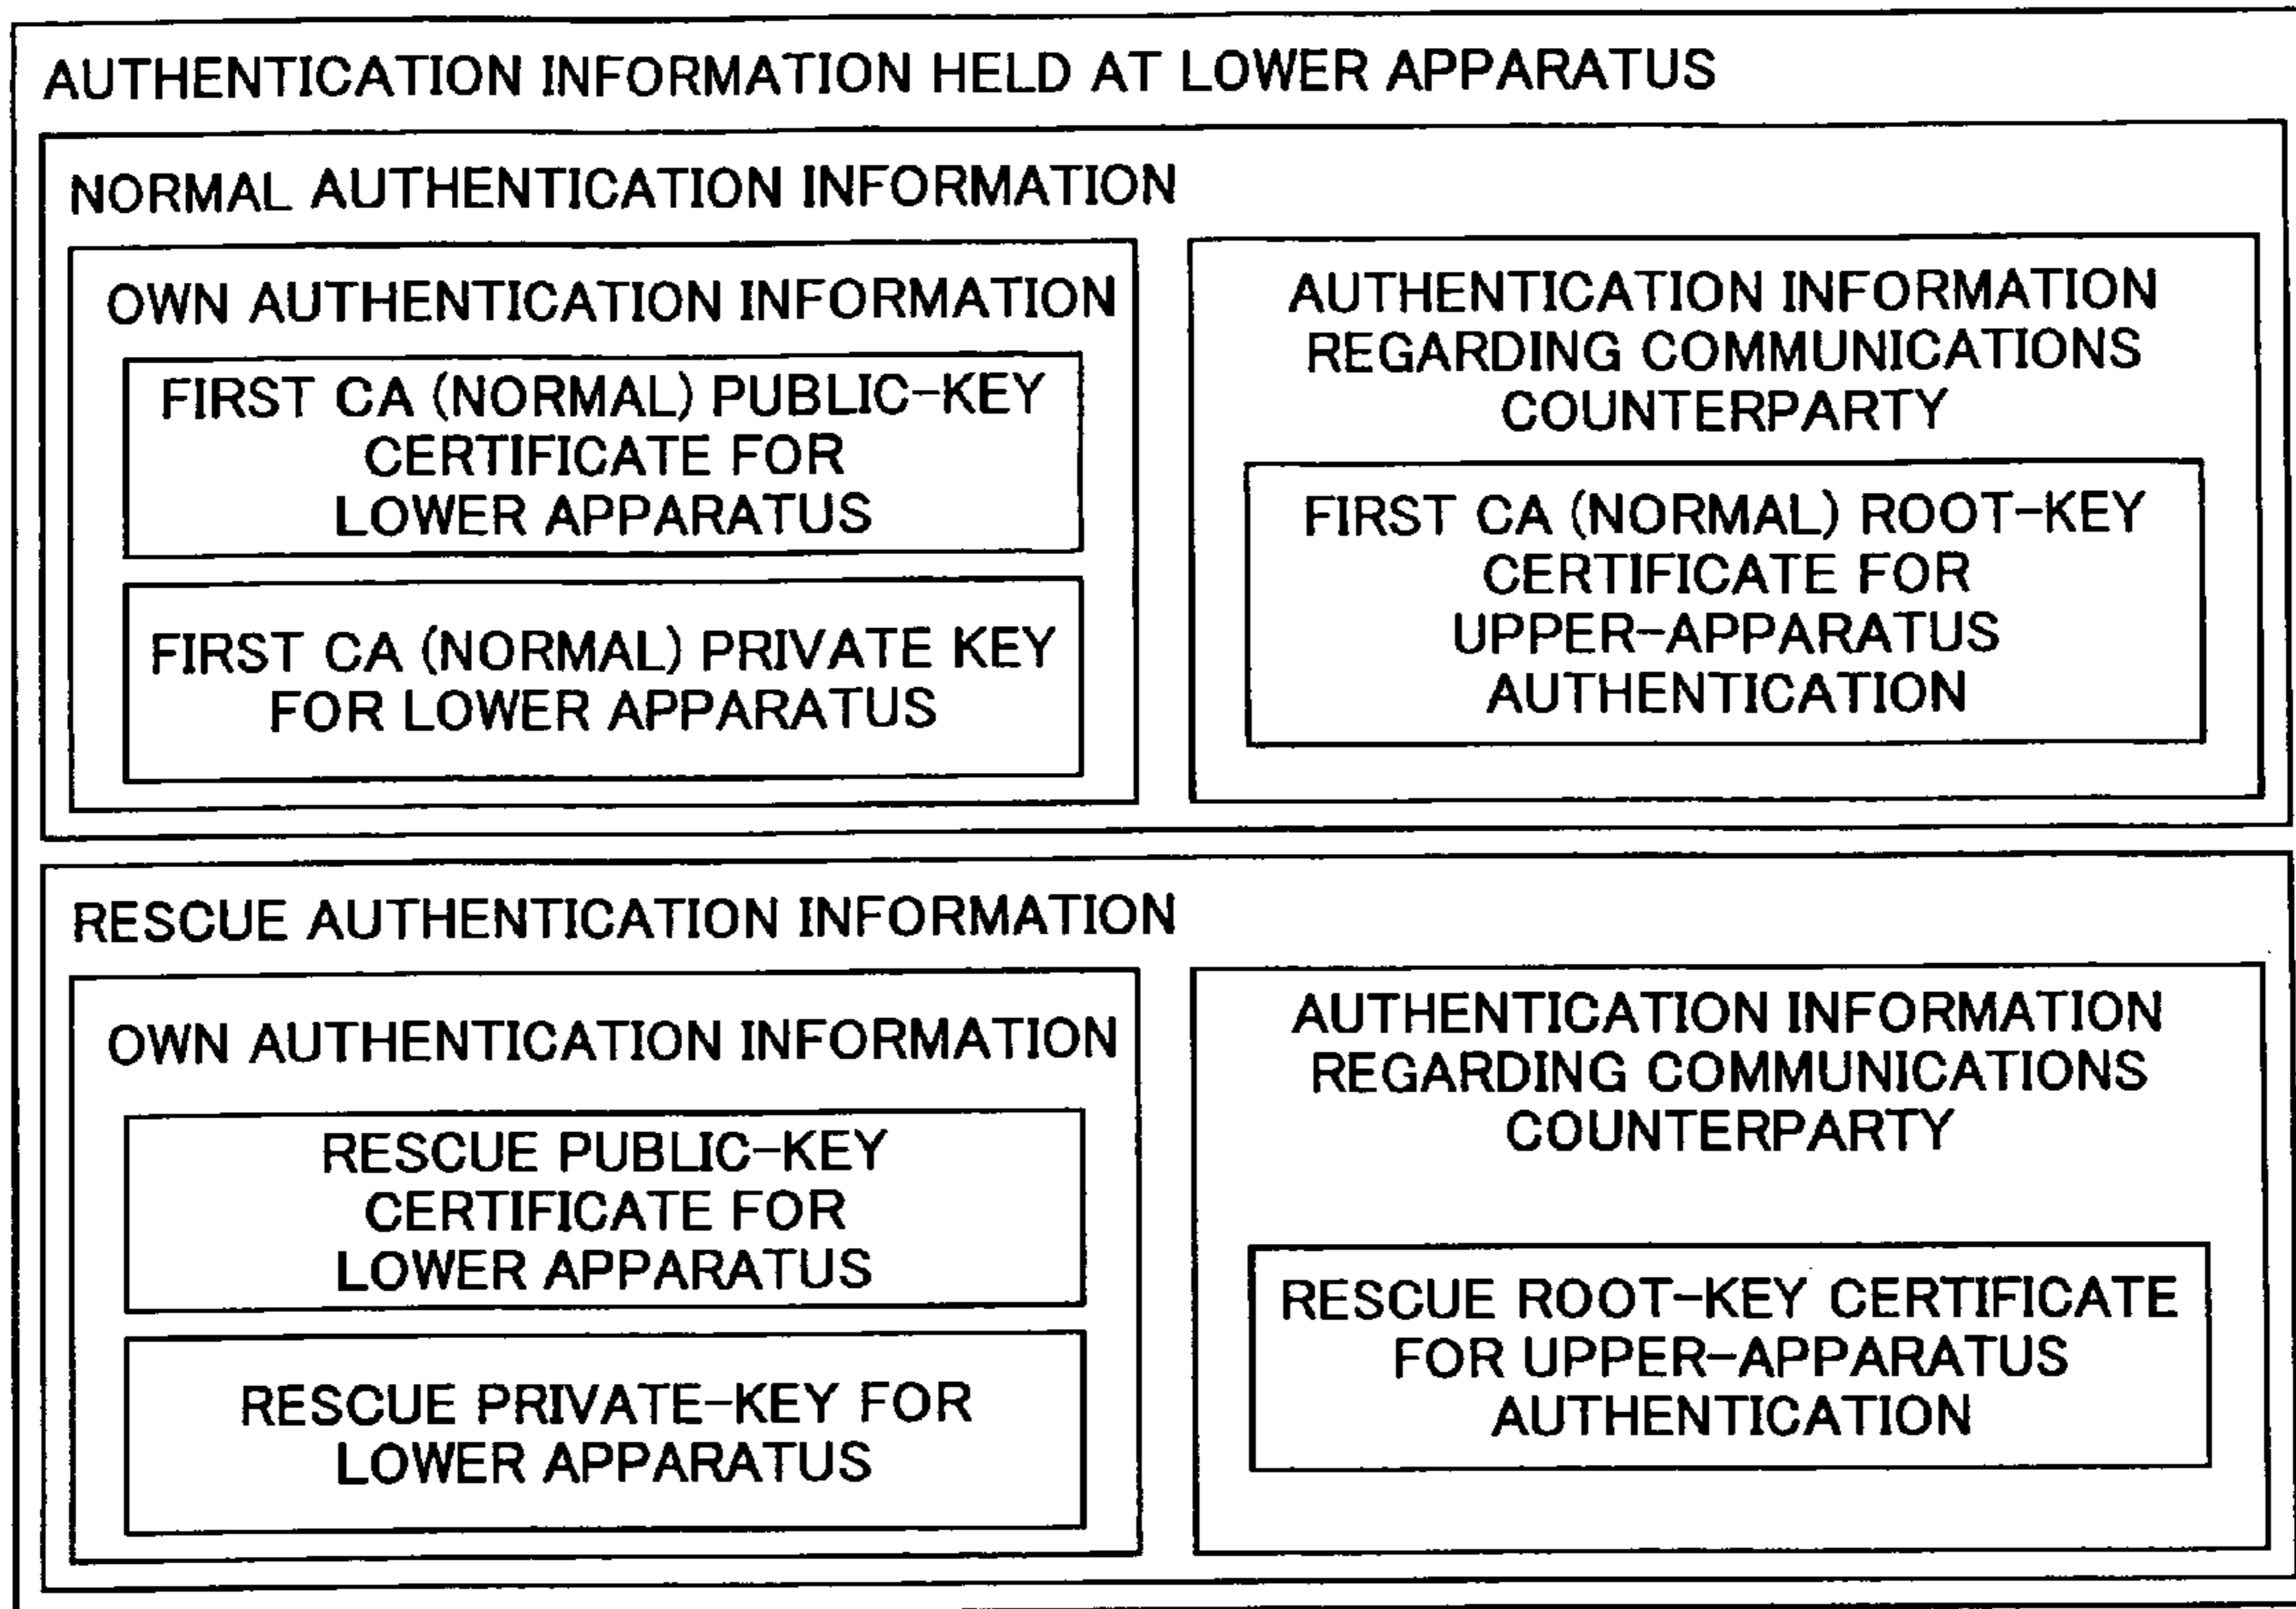 AUTHENTICATION INFORMATION HELD AT LOWER APPARATUS
NORMAL AUTHENTICATION INFORMATION
OWN AUTHENTICATION INFORMATION
FIRST CA (NORMAL) PUBLIC-KEY
CERTIFICATE FOR
LOWER APPARATUS
FIRST CA (NORMAL) PRIVATE KEY
FOR LOWER APPARATUS
AUTHENTICATION INFORMATION
REGARDING COMMUNICATIONS
COUNTERPARTY
FIRST CA (NORMAL) ROOT-KEY
CERTIFICATE FOR
UPPER-APPARATUS
AUTHENTICATION
RESCUE AUTHENTICATION INFORMATION
OWN AUTHENTICATION INFORMATION
RESCUE PUBLIC-KEY
CERTIFICATE FOR
LOWER APPARATUS
RESCUE PRIVATE-KEY FOR
LOWER APPARATUS
AUTHENTICATION INFORMATION
REGARDING COMMUNICATIONS
COUNTERPARTY
RESCUE ROOT-KEY CERTIFICATE
FOR UPPER-APPARATUS
AUTHENTICATION